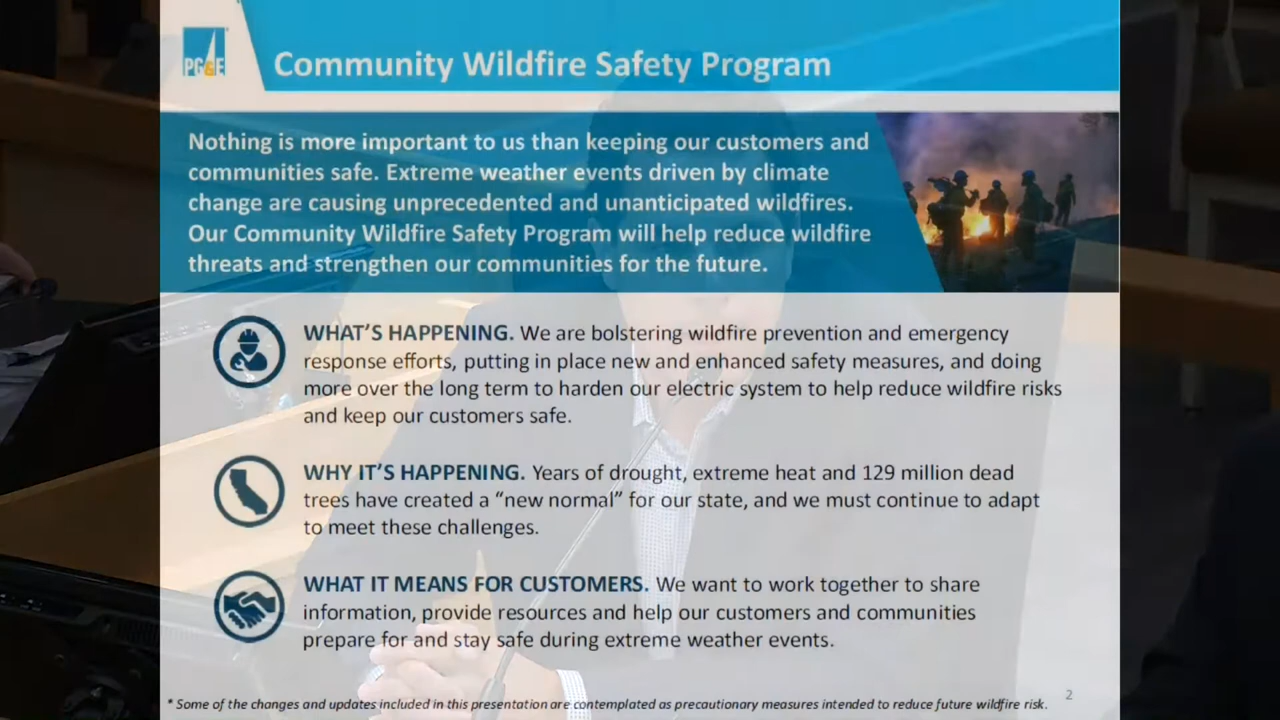 PG&E
Community Wildfire Safety Program
Nothing is more important to us than keeping our customers and
communities safe. Extreme weather events driven by climate
change are causing unprecedented and unanticipated wildfires.
Our Community Wildfire Safety Program will help reduce wildfire
threats and strengthen our communities for the future.
WHAT'S HAPPENING. We are bolstering wildfire prevention and emergency
response efforts, putting in place new and enhanced safety measures, and doing
more over the long term to harden our electric system to help reduce wildfire risks
and keep our customers safe.
WHY IT'S HAPPENING. Years of drought, extreme heat and 129 million dead
trees have created a "new normal" for our state, and we must continue to adapt
to meet these challenges.
WHAT IT MEANS FOR CUSTOMERS. We want to work together to share
information, provide resources and help our customers and communities
prepare for and stay safe during extreme weather events.
2
* Some of the changes and updates included in this presentation are contemplated as precautionary measures intended to reduce future wildfire risk.